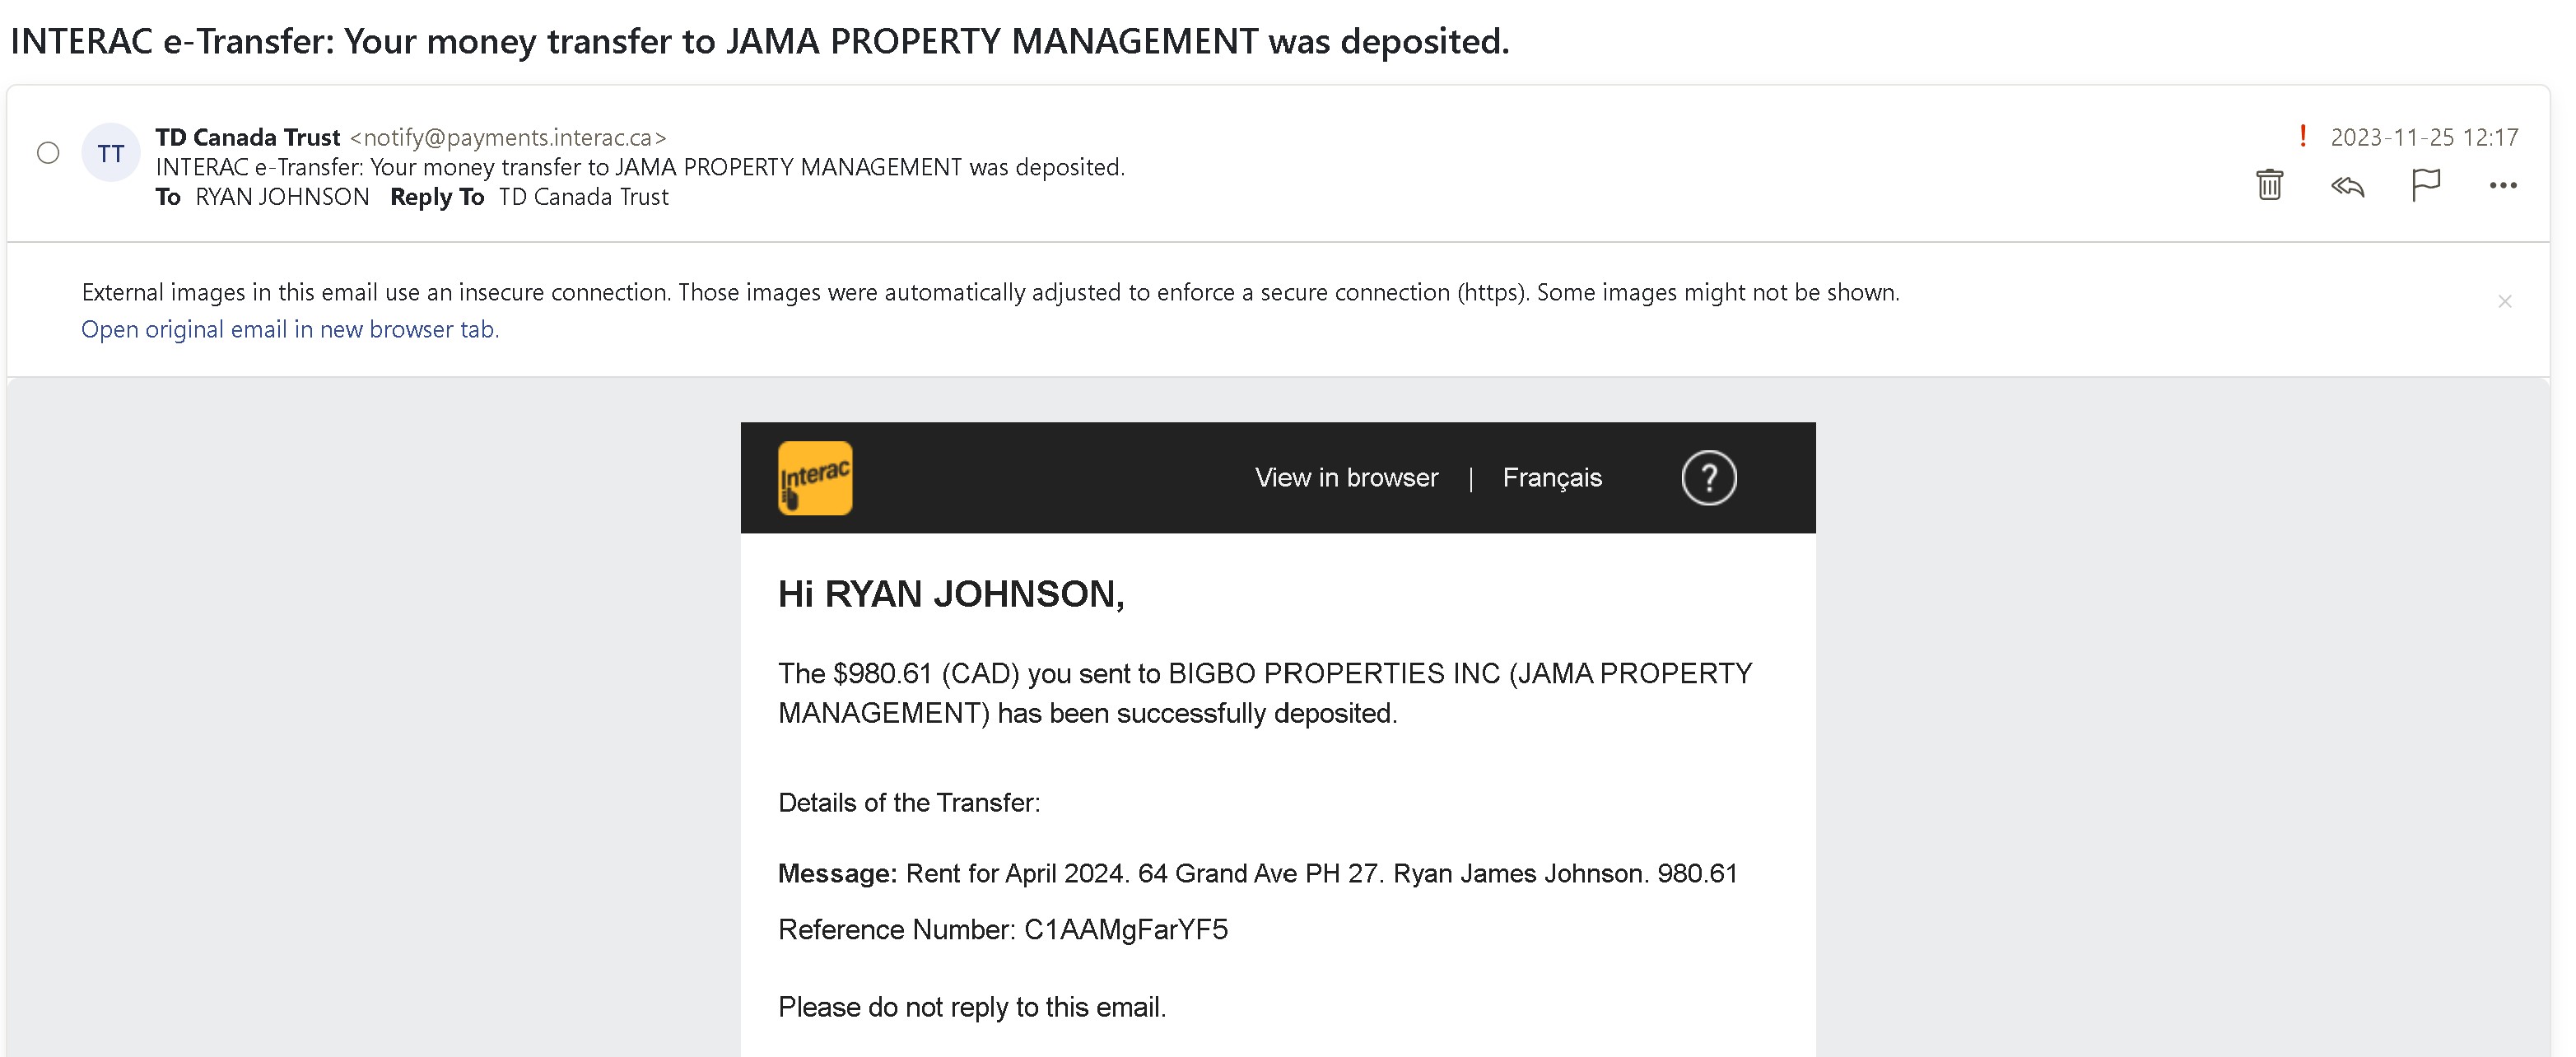 INTERAC e-Transfer: Your money transfer to JAMA PROPERTY MANAGEMENT was deposited.
TT
TD Canada Trust <notify@payments.interac.ca>
! 2023-11-25 12:17
INTERAC e-Transfer: Your money transfer to JAMA PROPERTY MANAGEMENT was deposited.
To RYAN JOHNSON Reply To TD Canada Trust
External images in this email use an insecure connection. Those images were automatically adjusted to enforce a secure connection (https). Some images might not be shown.
Open original email in new browser tab.
Interac
View in browser | Français ?
Hi RYAN JOHNSON,
The $980.61 (CAD) you sent to BIGBO PROPERTIES INC (JAMA PROPERTY
MANAGEMENT) has been successfully deposited.
Details of the Transfer:
Message: Rent for April 2024. 64 Grand Ave PH 27. Ryan James Johnson. 980.61
Reference Number: C1AAMgFarYF5
Please do not reply to this email.